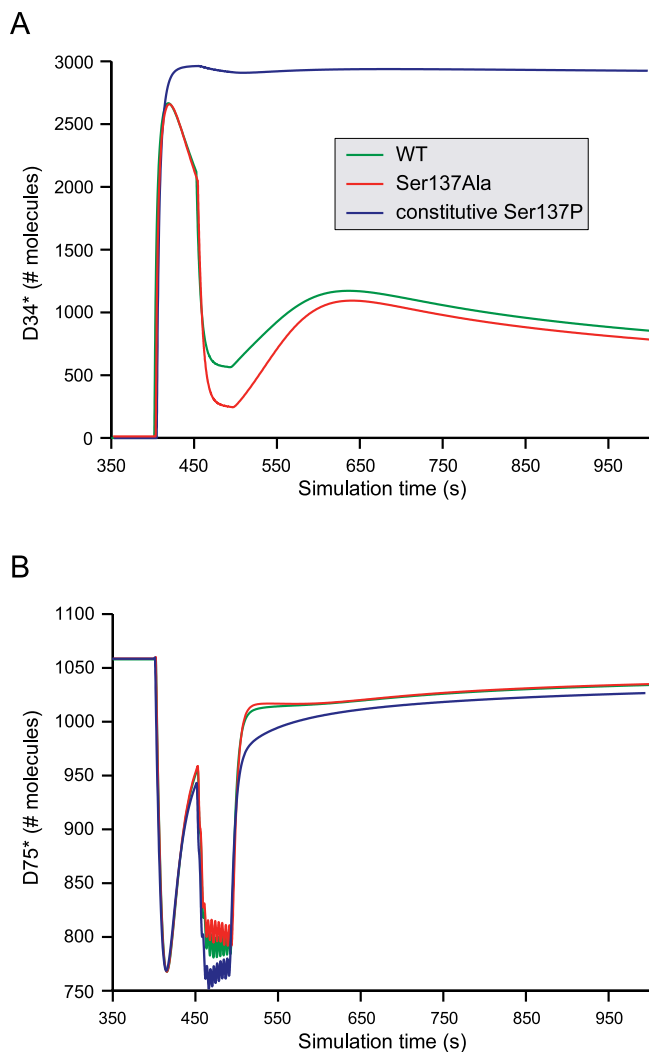 A
3000
2500
2000
1500
1000
500
0
D34* (# molecules)
WT
Ser137Ala
constitutive Ser137P
350 450 550 650 750 850 950
Simulation time (s)
B
1100
1050
1000
950
900
850
800
750
D75* (# molecules)
350 450 550 650 750 850 950
Simulation time (s)